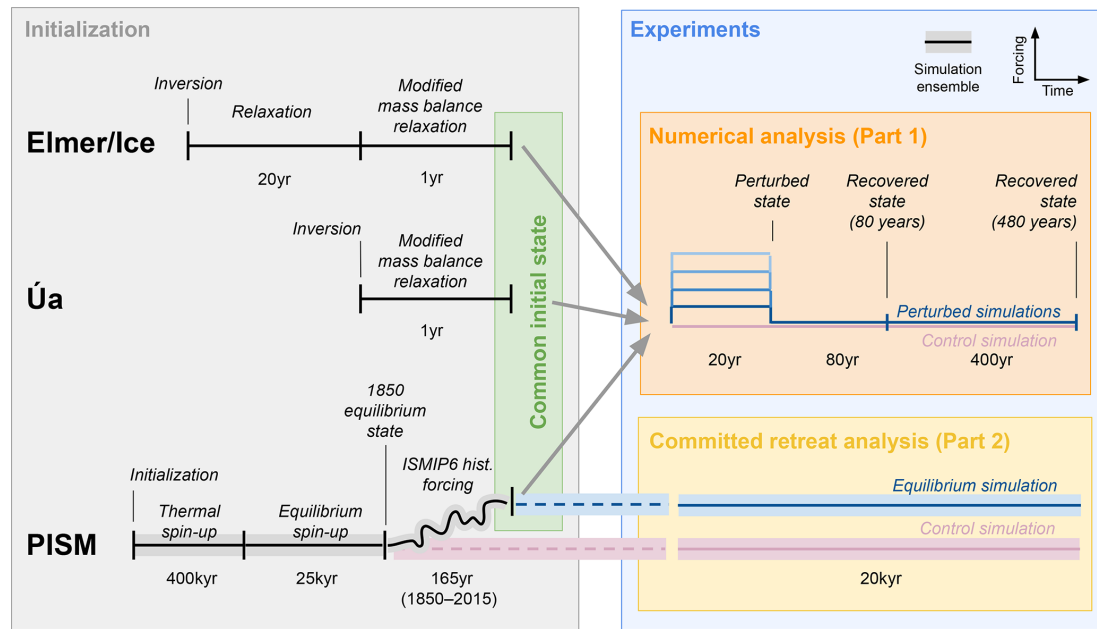 Initialization
Inversion
Relaxation
Modified
mass balance
relaxation
Elmer/Ice
20yr
1yr
Inversion
Modified
mass balance
relaxation
Úa
1yr
Common initial state
1850
equilibrium
state
ISMIP6 hist.
forcing
Initialization
Thermal
spin-up
Equilibrium
spin-up
PISM
400kyr
25kyr
165yr
(1850–2015)
Experiments
Simulation
ensemble
Forcing
Time
Numerical analysis (Part 1)
Perturbed
state
Recovered
state
(80 years)
Recovered
state
(480 years)
Perturbed simulations
Control simulation
20yr
80yr
400yr
Committed retreat analysis (Part 2)
Equilibrium simulation
Control simulation
20kyr